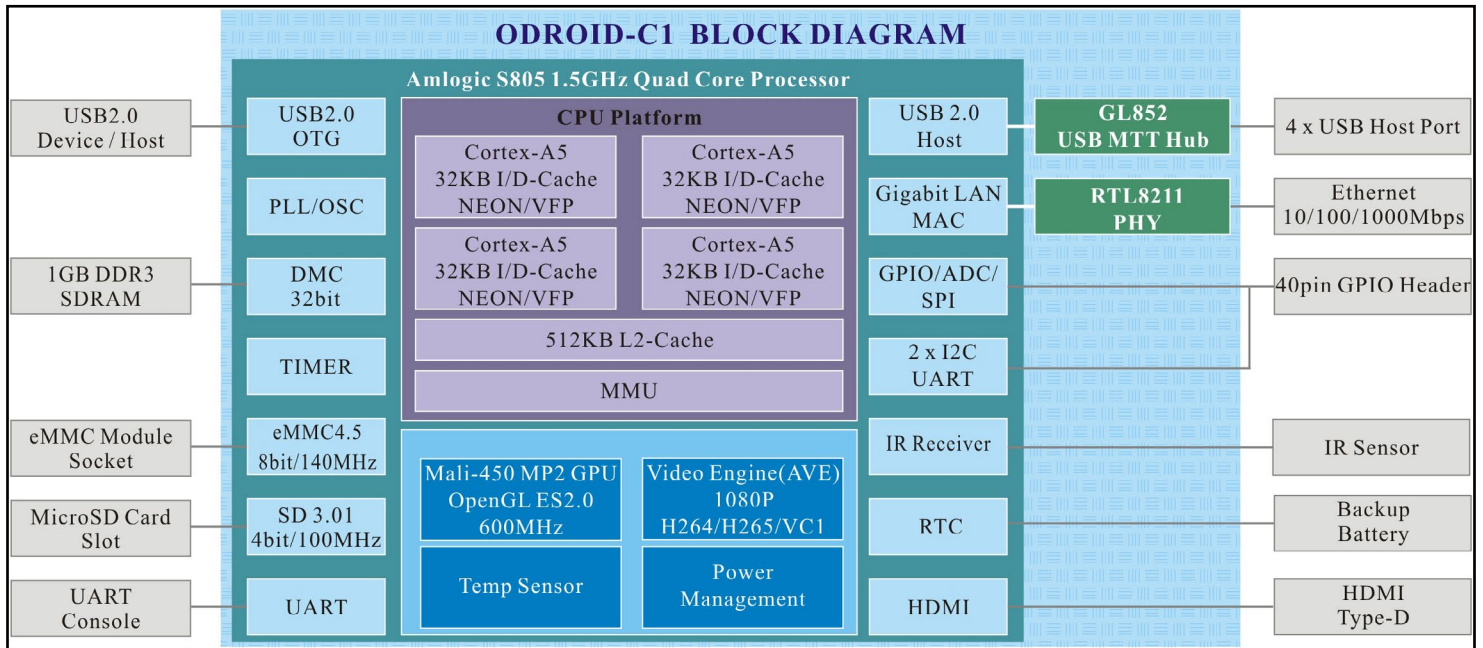 ODROID-C1 BLOCK DIAGRAM
Amlogic S805 1.5GHz Quad Core Processor
USB2.0
Device / Host
1GB DDR3
SDRAM
eMMC Module
Socket
MicroSD Card
Slot
UART
Console
USB2.0
OTG
PLL/OSC
DMC
32bit
TIMER
eMMC4.5
8bit/140MHz
SD 3.01
4bit/100MHz
UART
CPU Platform
Cortex-A5
32KB I/D-Cache
NEON/VFP
Cortex-A5
32KB I/D-Cache
NEON/VFP
Cortex-A5
32KB I/D-Cache
NEON/VFP
Cortex-A5
32KB I/D-Cache
NEON/VFP
512KB L2-Cache
MMU
Mali-450 MP2 GPU
OpenGL ES2.0
600MHz
Video Engine(AVE)
1080P
H264/H265/VC1
Temp Sensor
Power
Management
USB 2.0
Host
Gigabit LAN
MAC
GPIO/ADC/
SPI
2 x I2C
UART
IR Receiver
RTC
HDMI
GL852
USB MTT Hub
RTL8211
PHY
4 x USB Host Port
Ethernet
10/100/1000Mbps
40pin GPIO Header
IR Sensor
Backup
Battery
HDMI
Type-D